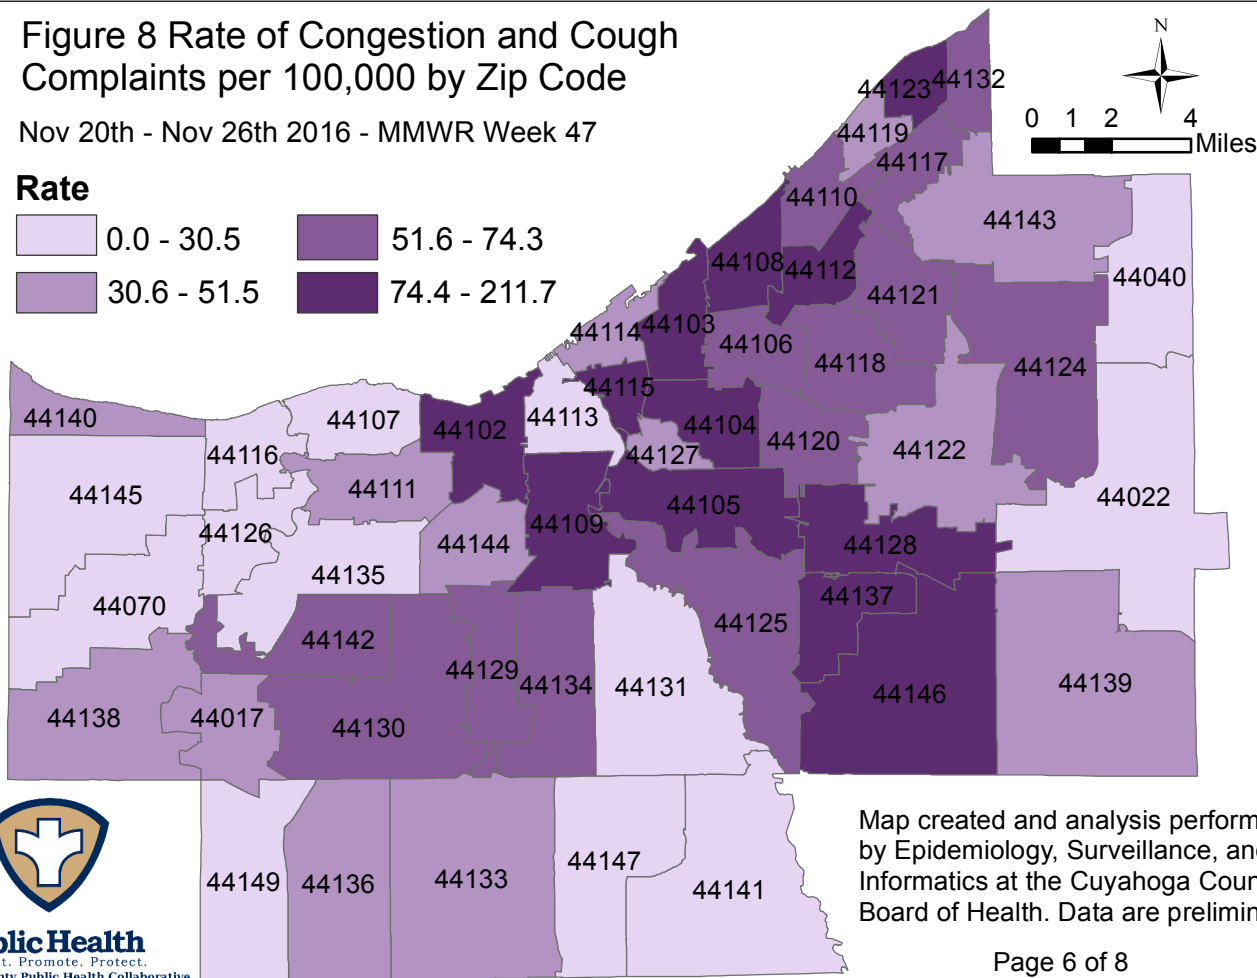 Figure 8 Rate of Congestion and Cough
Complaints per 100,000 by Zip Code
Nov 20th - Nov 26th 2016 - MMWR Week 47
Rate
0.0 - 30.5
51.6 - 74.3
30.6 - 51.5
74.4 - 211.7
N
0 1 2 4
Miles
44123
44132
44119
44117
44110
44143
44108
44112
44040
44121
44114
44103
44106
44118
44124
44115
44140
44107
44102
44113
44104
44120
44122
44116
44127
44145
44111
44022
44105
44126
44109
44144
44128
44135
44070
44137
44142
44125
44129
44134
44131
44146
44139
44138
44017
44130
44149
44136
44133
44147
44141
Map created and analysis perform
by Epidemiology, Surveillance, an
Informatics at the Cuyahoga Coun
Board of Health. Data are prelimin
Page 6 of 8
blic Health
t. Promote. Protect.
nty Public Health Collaborative